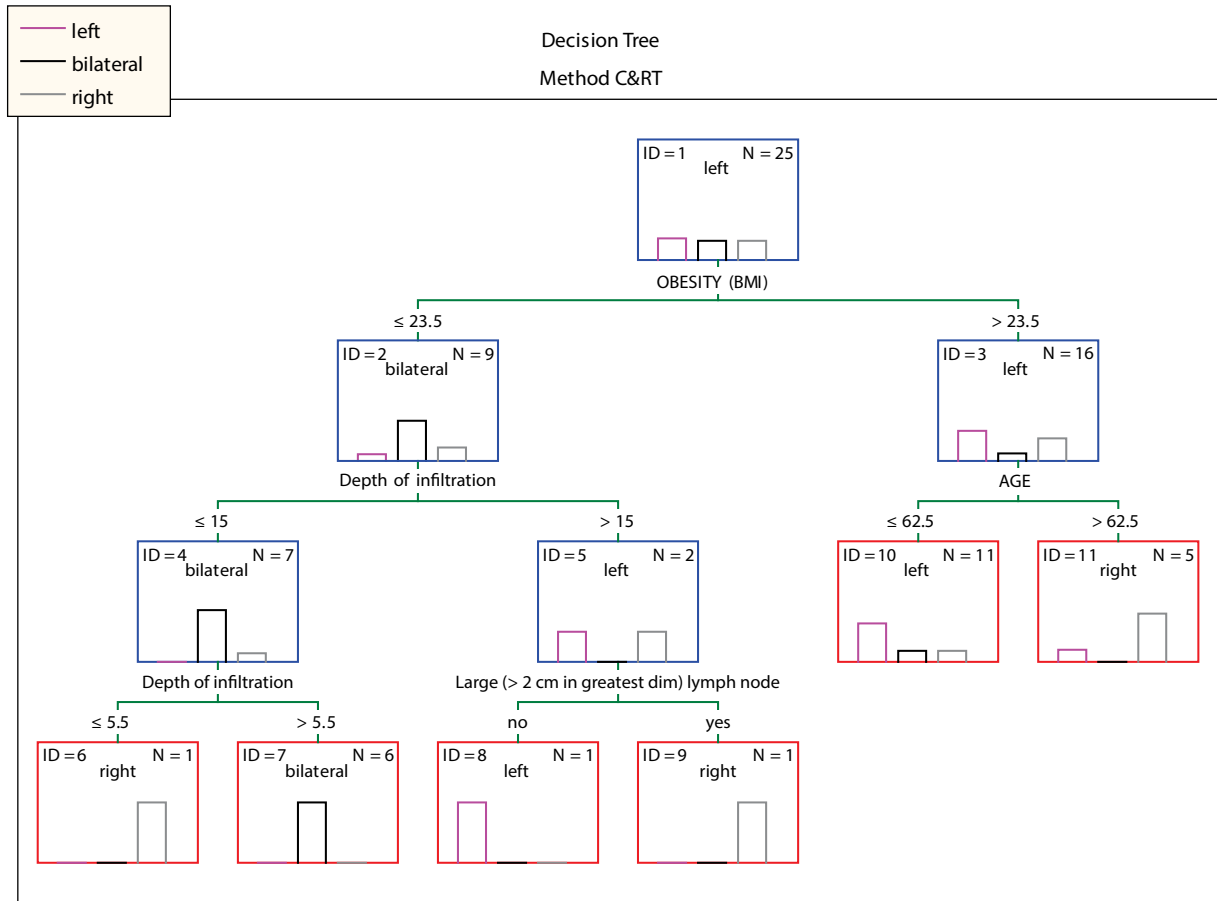 left
bilateral
right
Decision Tree
Method C&RT
ID = 1 N = 25
left
OBESITY (BMI)
≤ 23.5 > 23.5
ID = 2 N = 9
bilateral
ID = 3 N = 16
left
Depth of infiltration
AGE
≤ 15 > 15 ≤ 62.5 > 62.5
ID = 4 N = 7
bilateral
ID = 5 N = 2
left
ID = 10 N = 11
left
ID = 11 N = 5
right
Depth of infiltration
Large (> 2 cm in greatest dim) lymph node
≤ 5.5 > 5.5 no yes
ID = 6 N = 1
right
ID = 7 N = 6
bilateral
ID = 8 N = 1
left
ID = 9 N = 1
right